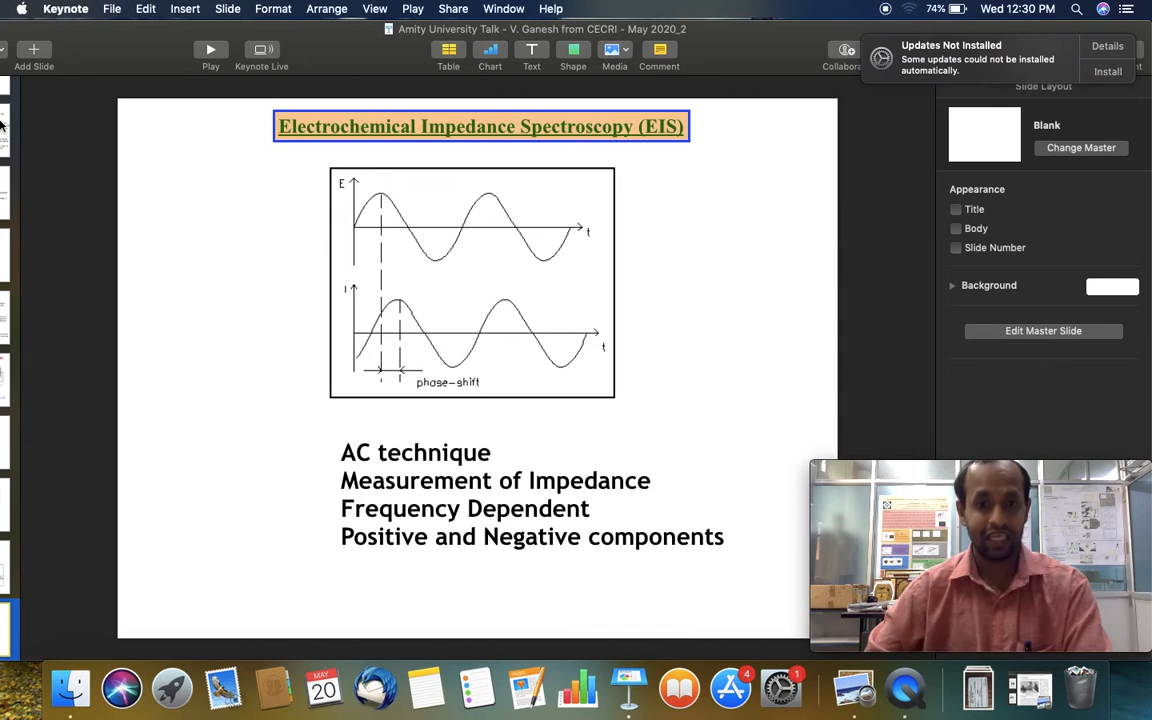 Keynote File Edit Insert Slide Format Arrange View Play Share Window Help 74% Wed 12:30 PM
Amity University Talk - V. Ganesh from CECRI - May 2020_2
Add Slide Play Keynote Live Table Chart Text Shape Media Comment
Updates Not Installed
Some updates could not be installed
automatically.
Details
Install
Slide Layout
Blank
Change Master
Appearance
Title
Body
Slide Number
Background
Edit Master Slide
Electrochemical Impedance Spectroscopy (EIS)
E
t
I
t
phase-shift
AC technique
Measurement of Impedance
Frequency Dependent
Positive and Negative components
MAY
20
4
1